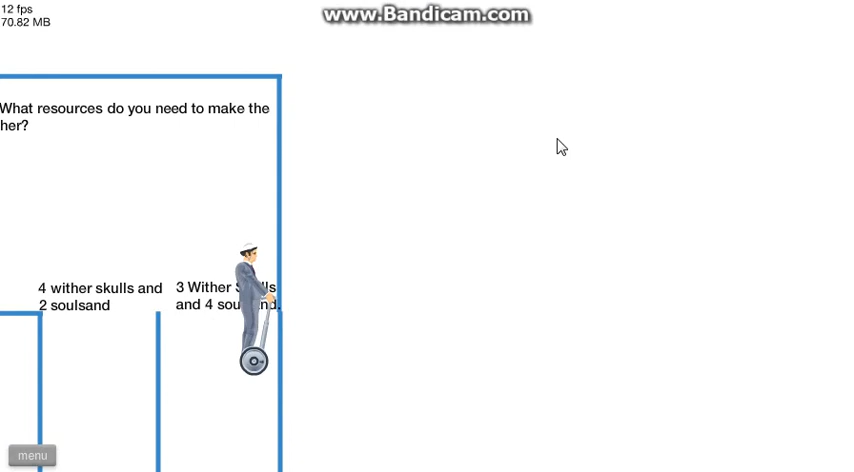 12 fps
70.82 MB
www.Bandicam.com
What resources do you need to make the
her?
4 wither skulls and
2 soulsand
3 Wither
and 4
menu